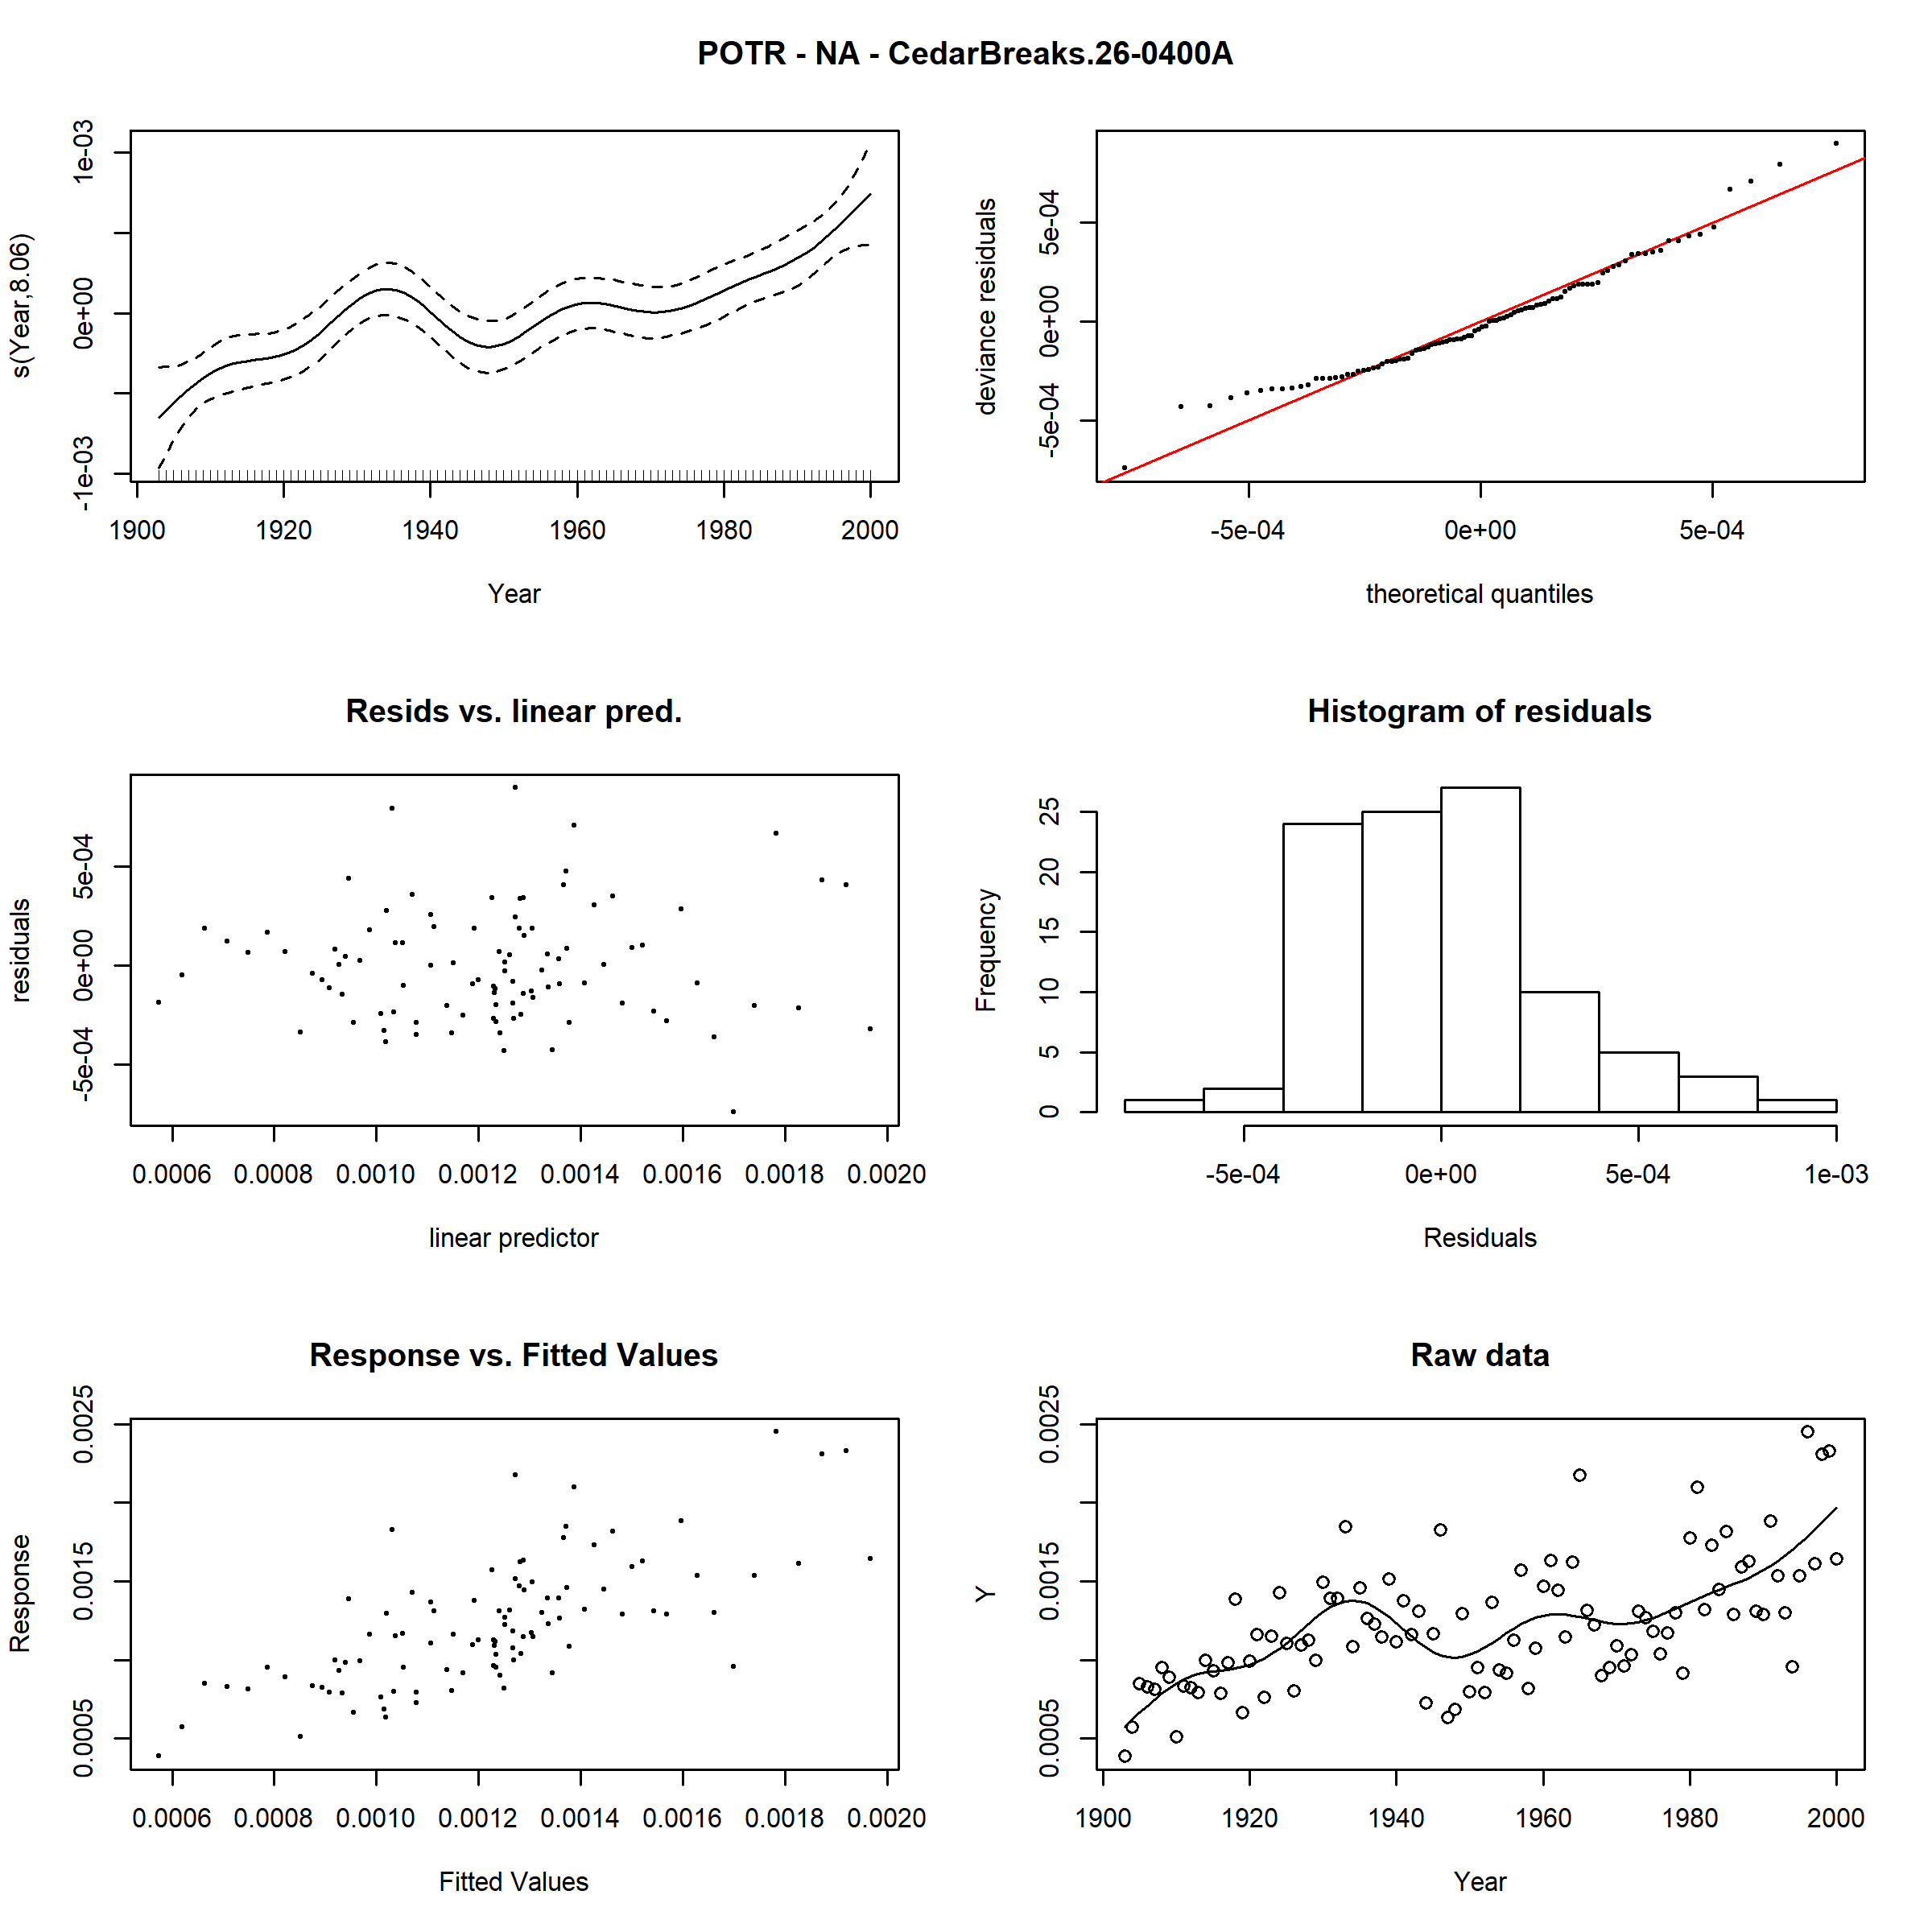 POTR - NA - CedarBreaks.26-0400A
s(Year,8.06)
-1e-03 0e+00 1e-03
1900 1920 1940 1960 1980 2000
Year
deviance residuals
-5e-04 0e+00 5e-04
-5e-04 0e+00 5e-04
theoretical quantiles
Resids vs. linear pred.
residuals
-5e-04 0e+00 5e-04
0.0006 0.0008 0.0010 0.0012 0.0014 0.0016 0.0018 0.0020
linear predictor
Histogram of residuals
Frequency
0 5 10 15 20 25
-5e-04 0e+00 5e-04 1e-03
Residuals
Response vs. Fitted Values
Response
0.0005 0.0015 0.0025
0.0006 0.0008 0.0010 0.0012 0.0014 0.0016 0.0018 0.0020
Fitted Values
Raw data
Y
0.0005 0.0015 0.0025
1900 1920 1940 1960 1980 2000
Year